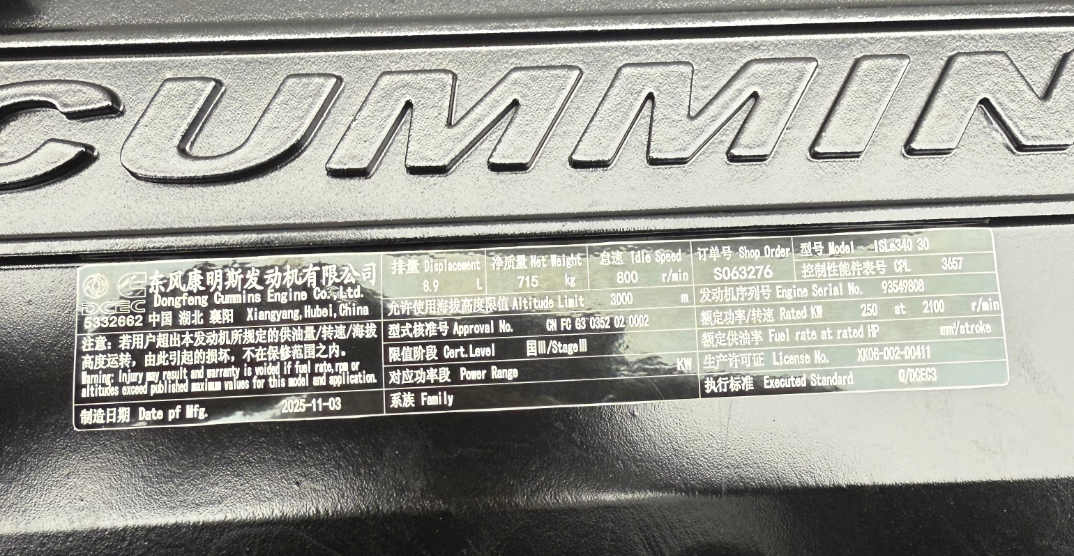 CUMMIN
东风康明斯发动机有限公司
Dongfeng Cummins Engine Co., Ltd.
DCEC
5332662 中国 湖北 襄阳 Xiangyang, Hubei, China
注意：若用户超出本发动机所规定的供油量/转速/海拔
高度运转，由此引起的损坏，不在保修范围之内。
Warning: Injury may result and warranty is voided if fuel rate, rpm or
altitudes exceed published maximum values for this model and application.
制造日期 Date pf Mfg. 2025-11-03
排量 Displacement 8.9 L
净质量 Net Weight 715 kg
怠速 Idle Speed 800 r/min
允许使用海拔高度限值 Altitude Limit 3000 m
型式核准号 Approval No. CN FC G3 0352 02 0002
限值阶段 Cert.Level 国Ⅲ/StageⅢ
对应功率段 Power Range KW
系族 Family
订单号 Shop Order SO63276
型号 Model ISLe340 30
控制性能件表号 CPL 3657
发动机序列号 Engine Serial No. 93549808
额定功率/转速 Rated KW 250 at 2100 r/min
额定供油率 Fuel rate at rated HP mm³/stroke
生产许可证 License No. XK06-002-00411
执行标准 Executed Standard Q/DCEC3